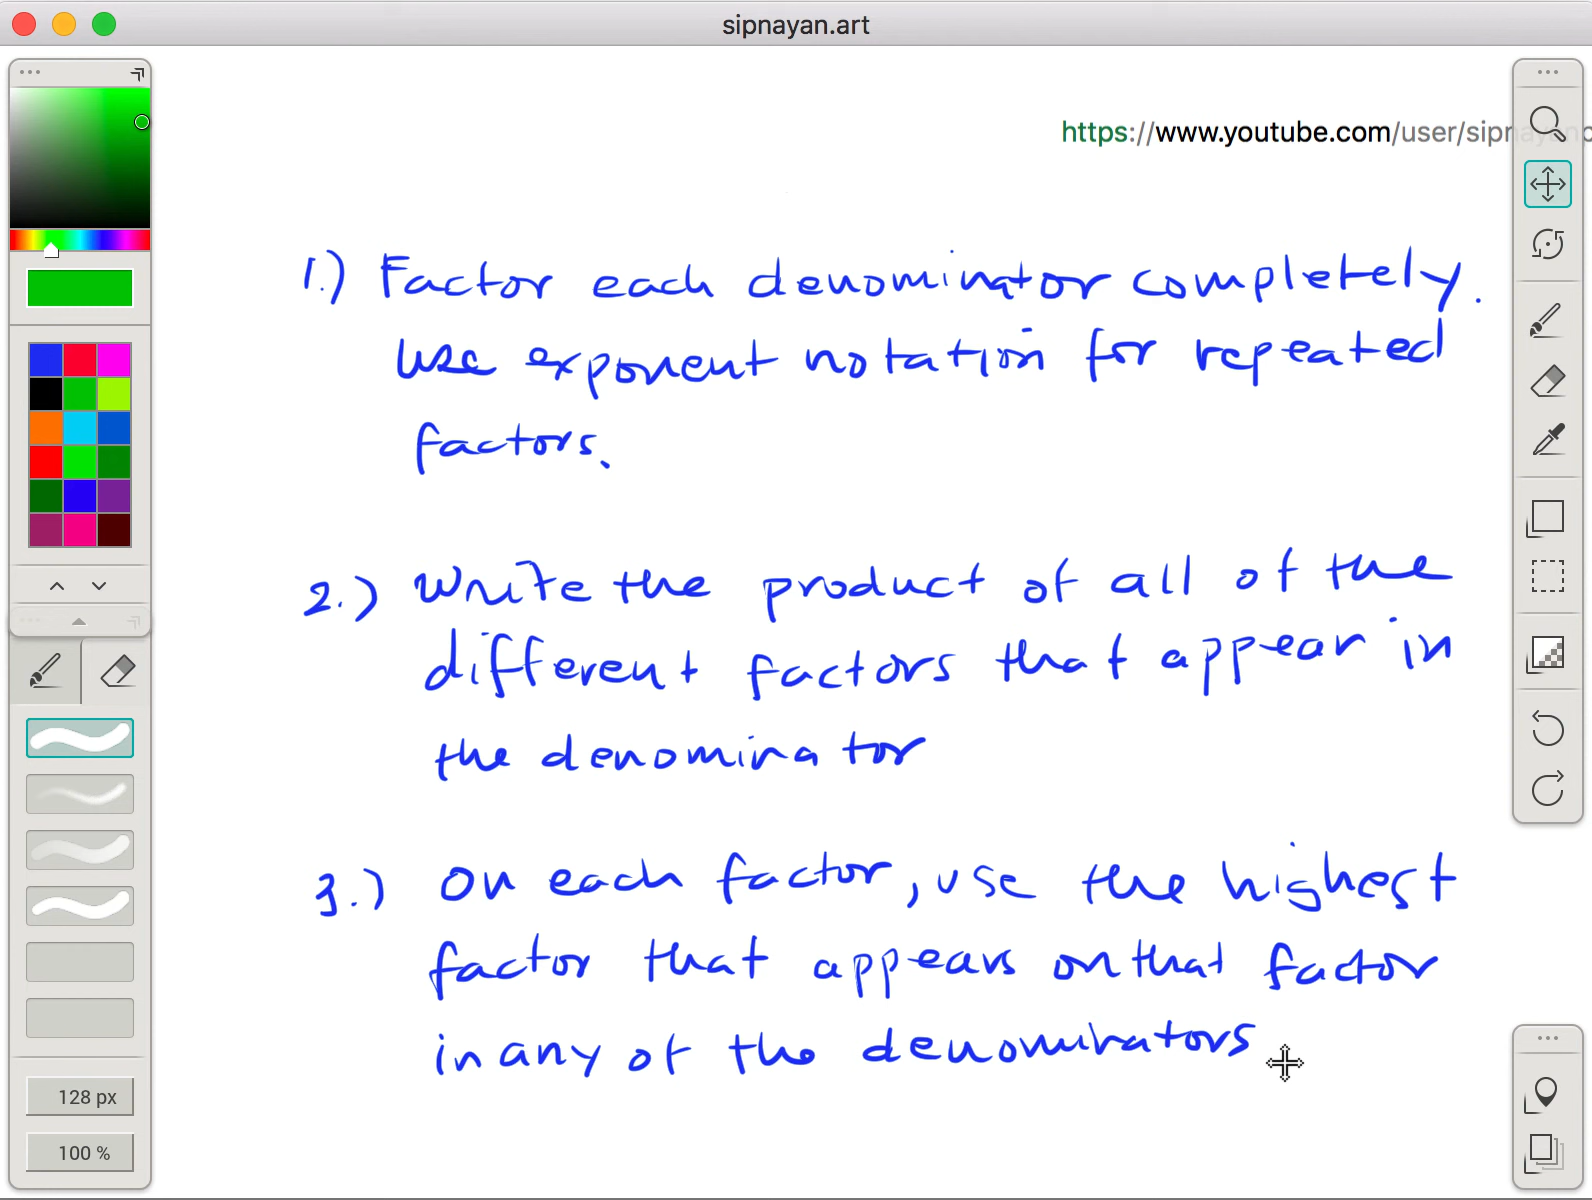 sipnayan.art
https://www.youtube.com/user/sipnayanp
1.) Factor each denominator completely.
Use exponent notation for repeated
factors.
2.) Write the product of all of the
different factors that appear in
the denominator
3.) On each factor, use the highest
factor that appears on that factor
in any of the denominators
128 px
100 %